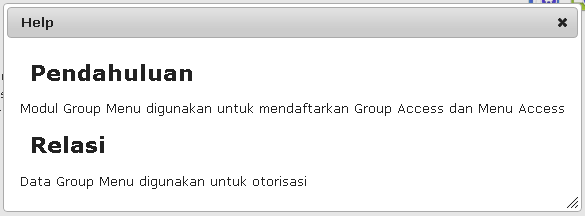 Help
Pendahuluan
Modul Group Menu digunakan untuk mendaftarkan Group Access dan Menu Access
Relasi
Data Group Menu digunakan untuk otorisasi